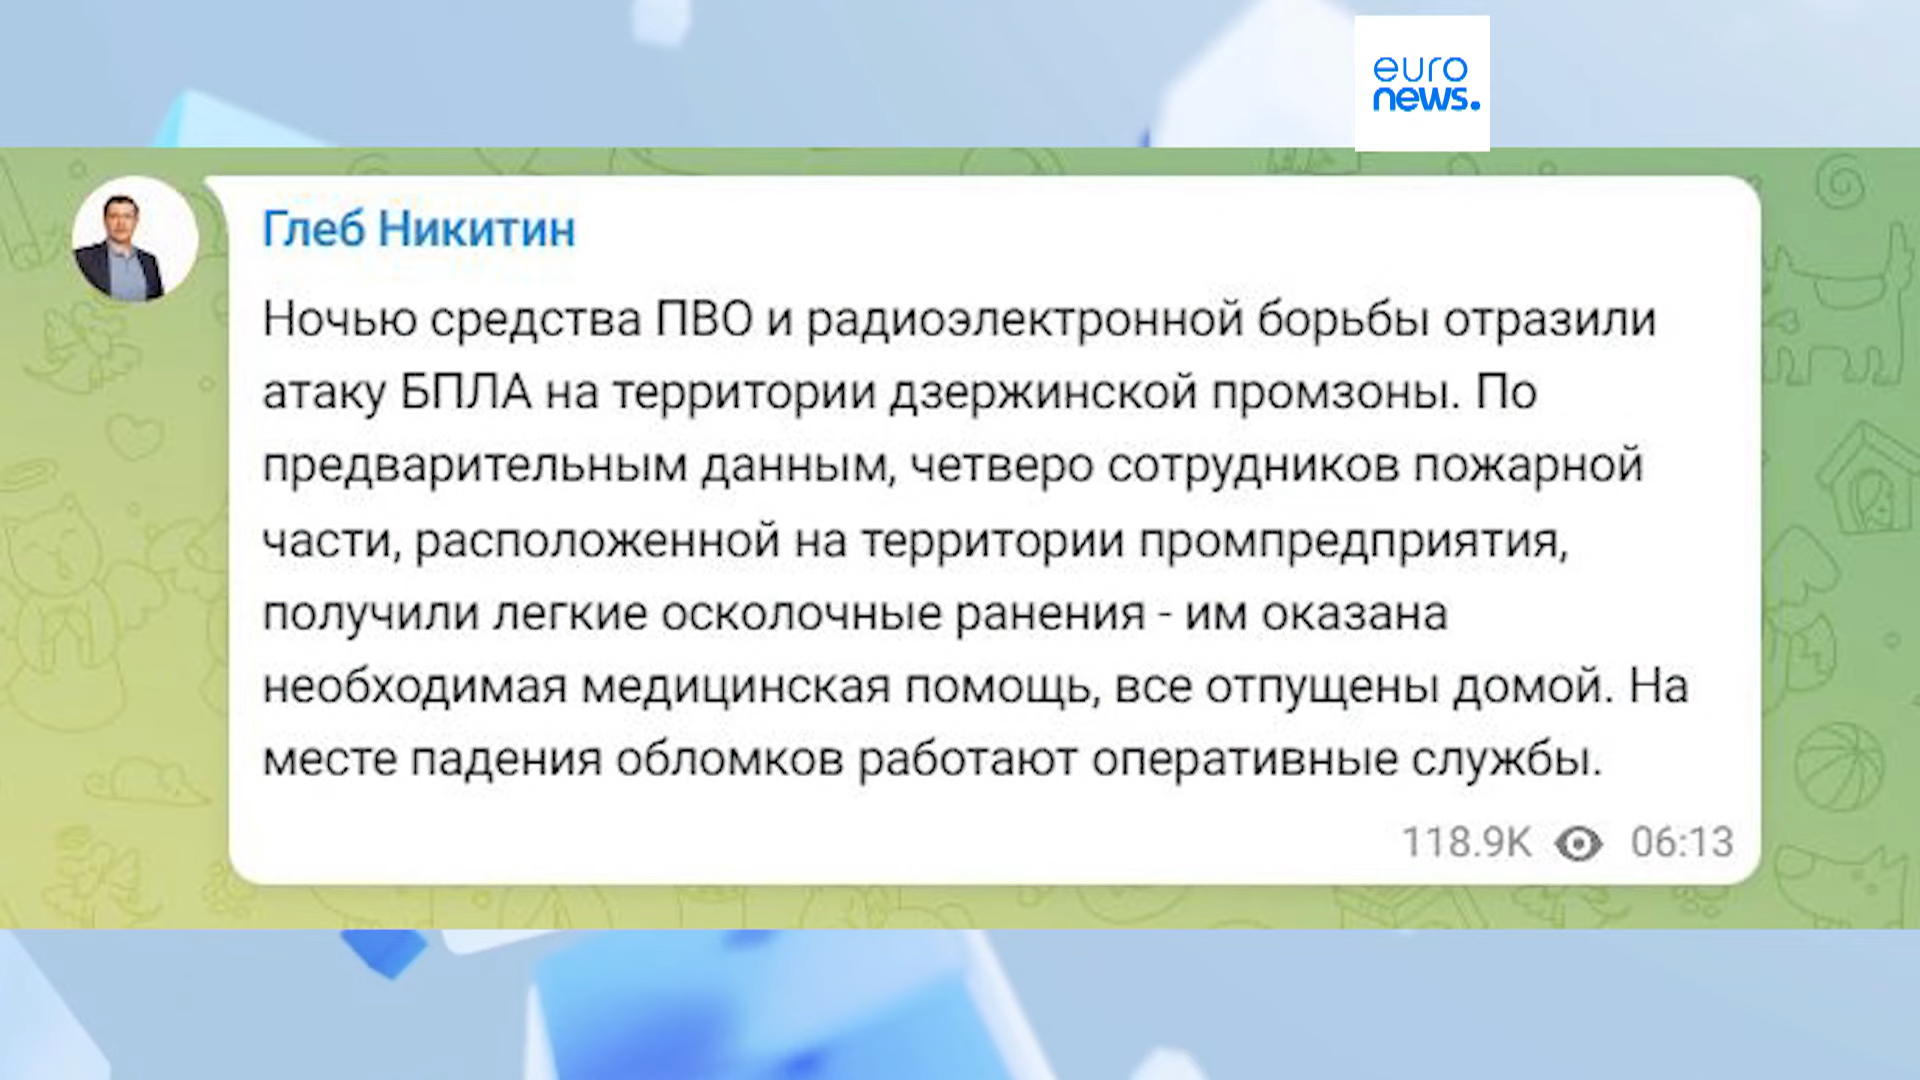 euro
news.
Глеб Никитин
Ночью средства ПВО и радиоэлектронной борьбы отразили
атаку БПЛА на территории дзержинской промзоны. По
предварительным данным, четверо сотрудников пожарной
части, расположенной на территории промпредприятия,
получили легкие осколочные ранения - им оказана
необходимая медицинская помощь, все отпущены домой. На
месте падения обломков работают оперативные службы.
118.9K 06:13